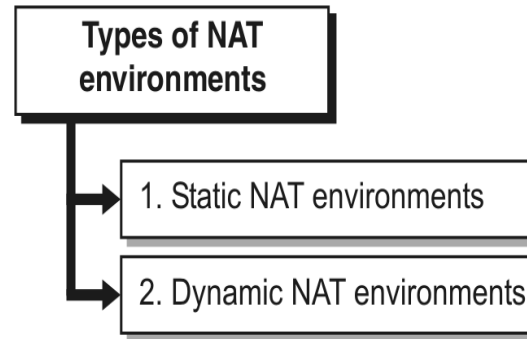 Types of NAT
environments
1. Static NAT environments
2. Dynamic NAT environments